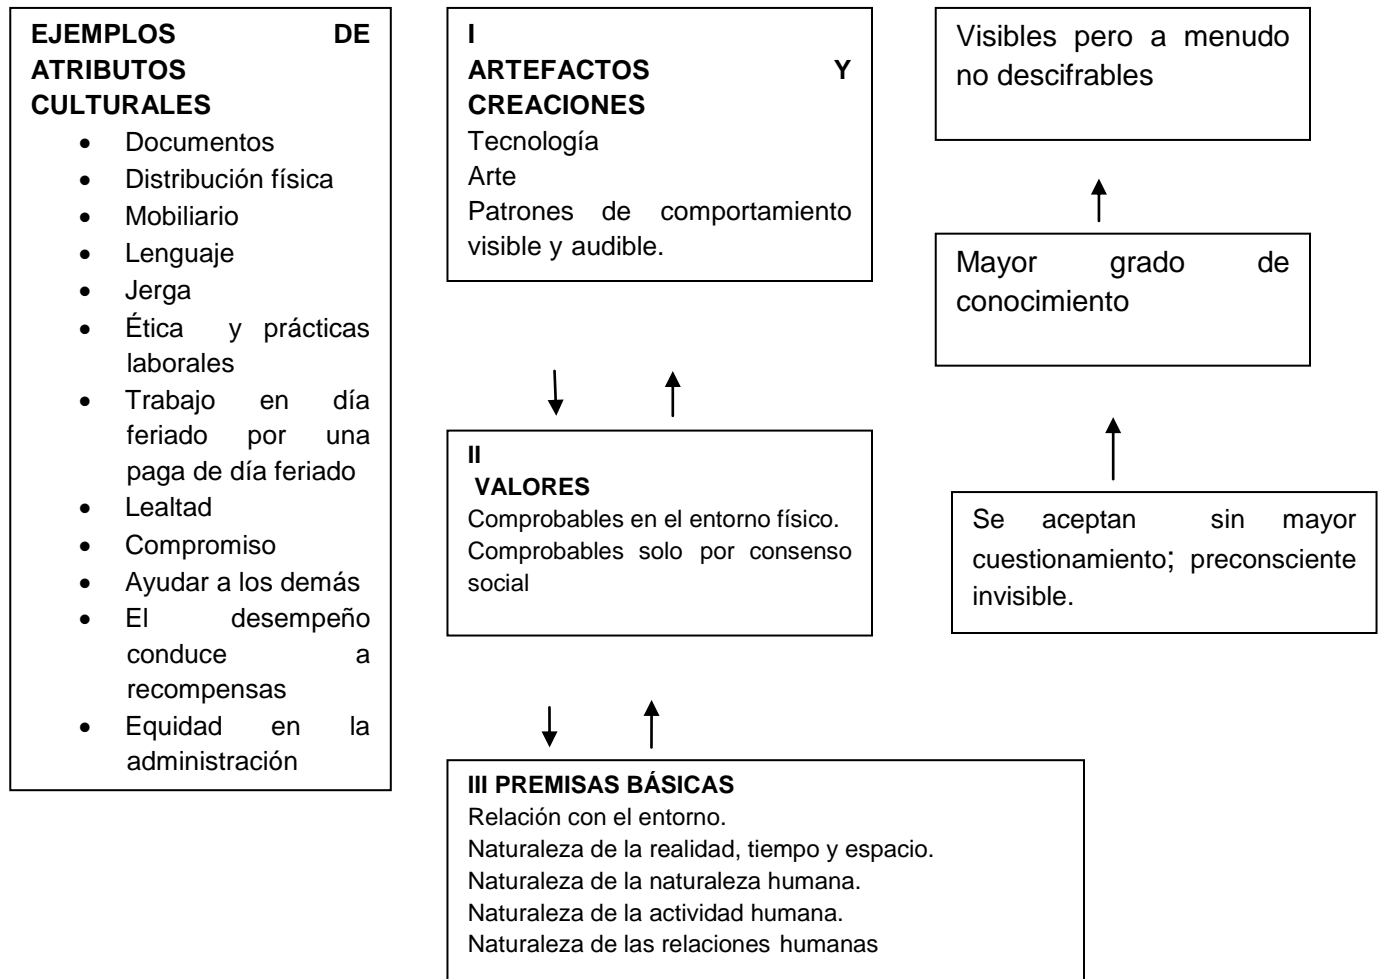 EJEMPLOS DE
ATRIBUTOS
CULTURALES
• Documentos
• Distribución física
• Mobiliario
• Lenguaje
• Jerga
• Ética y prácticas
laborales
• Trabajo en día
feriado por una
paga de día feriado
• Lealtad
• Compromiso
• Ayudar a los demás
• El desempeño
conduce a
recompensas
• Equidad en la
administración
I
ARTEFACTOS Y
CREACIONES
Tecnología
Arte
Patrones de comportamiento
visible y audible.
II
VALORES
Comprobables en el entorno físico.
Comprobables solo por consenso
social
III PREMISAS BÁSICAS
Relación con el entorno.
Naturaleza de la realidad, tiempo y espacio.
Naturaleza de la naturaleza humana.
Naturaleza de la actividad humana.
Naturaleza de las relaciones humanas
Visibles pero a menudo
no descifrables
Mayor grado de
conocimiento
Se aceptan sin mayor
cuestionamiento; preconsciente
invisible.